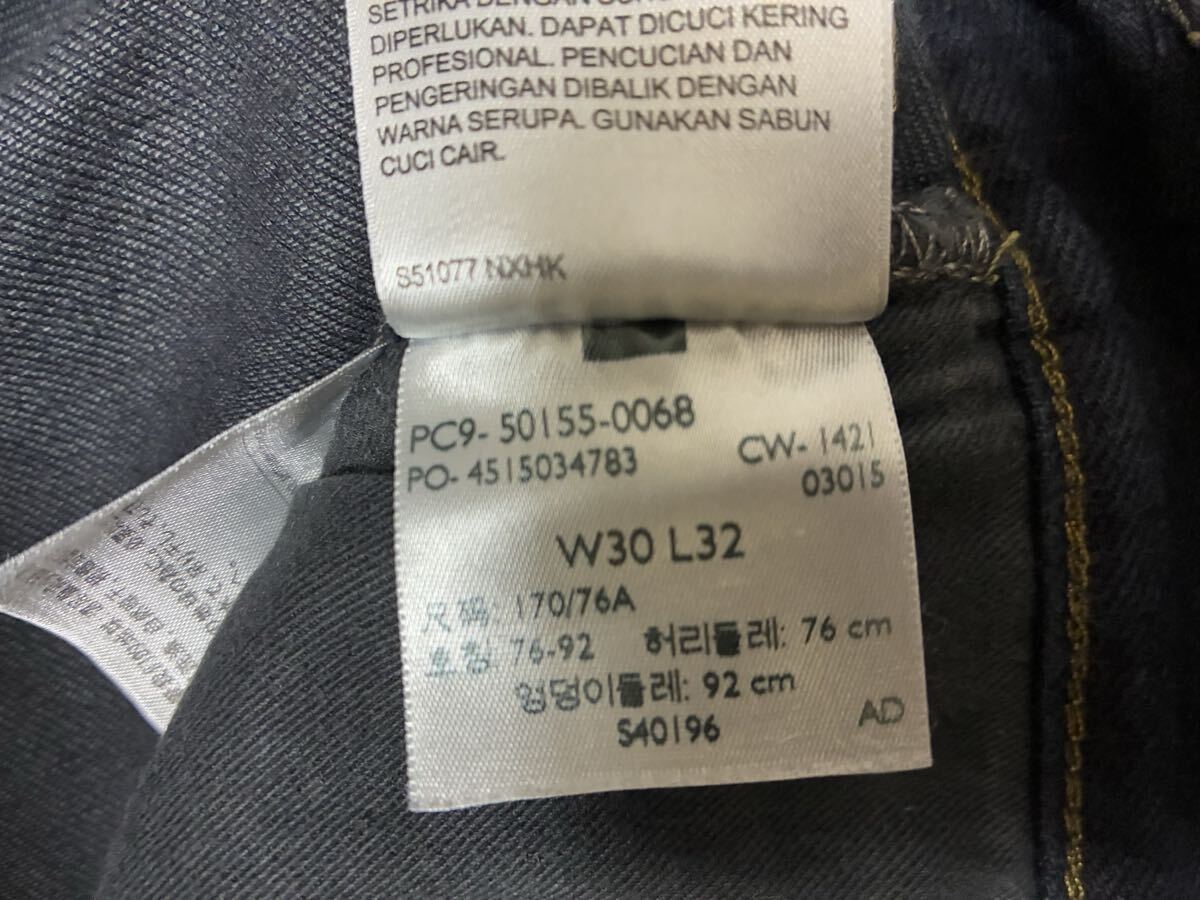 SETRIKA DENGAN
DIPERLUKAN. DAPAT DICUCI KERING
PROFESIONAL. PENCUCIAN DAN
PENGERINGAN DIBALIK DENGAN
WARNA SERUPA. GUNAKAN SABUN
CUCI CAIR.
S51077 NXHK
PC9- 50155-0068
PO- 4515034783 CW- 1421
03015
W30 L32
尺碼: 170/76A
호칭: 76-92 허리둘레: 76 cm
엉덩이둘레: 92 cm
S40196 AD